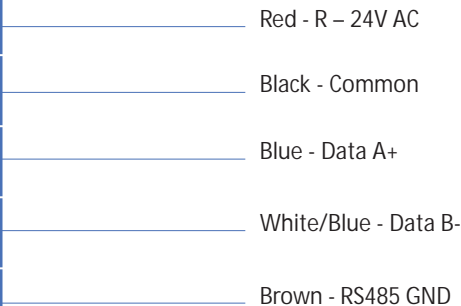 Red - R – 24V AC
Black - Common
Blue - Data A+
White/Blue - Data B-
Brown - RS485 GND